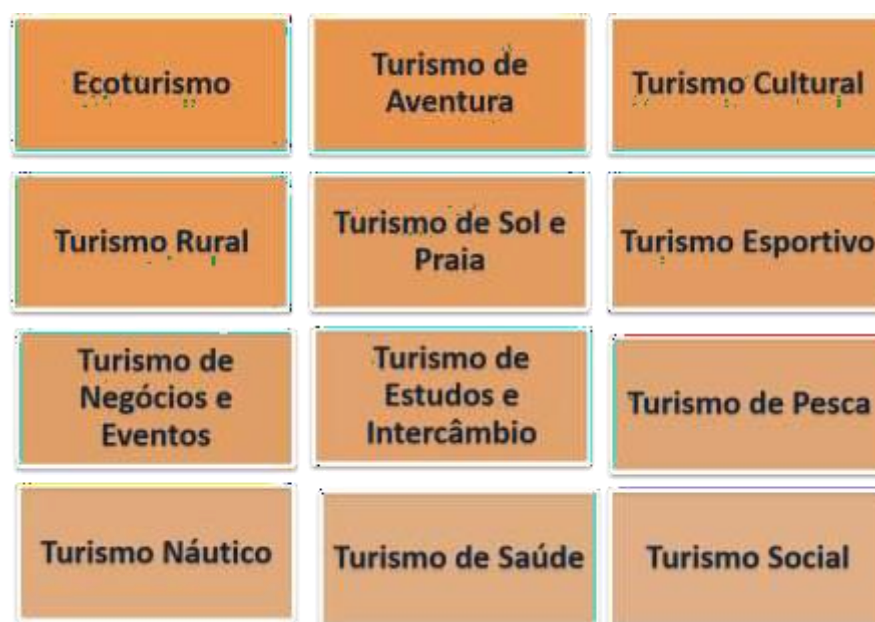 Ecoturismo
Turismo de
Aventura
Turismo Cultural
Turismo Rural
Turismo de Sol e
Praia
Turismo Esportivo
Turismo de
Negócios e
Eventos
Turismo de
Estudos e
Intercâmbio
Turismo de Pesca
Turismo Náutico
Turismo de Saúde
Turismo Social